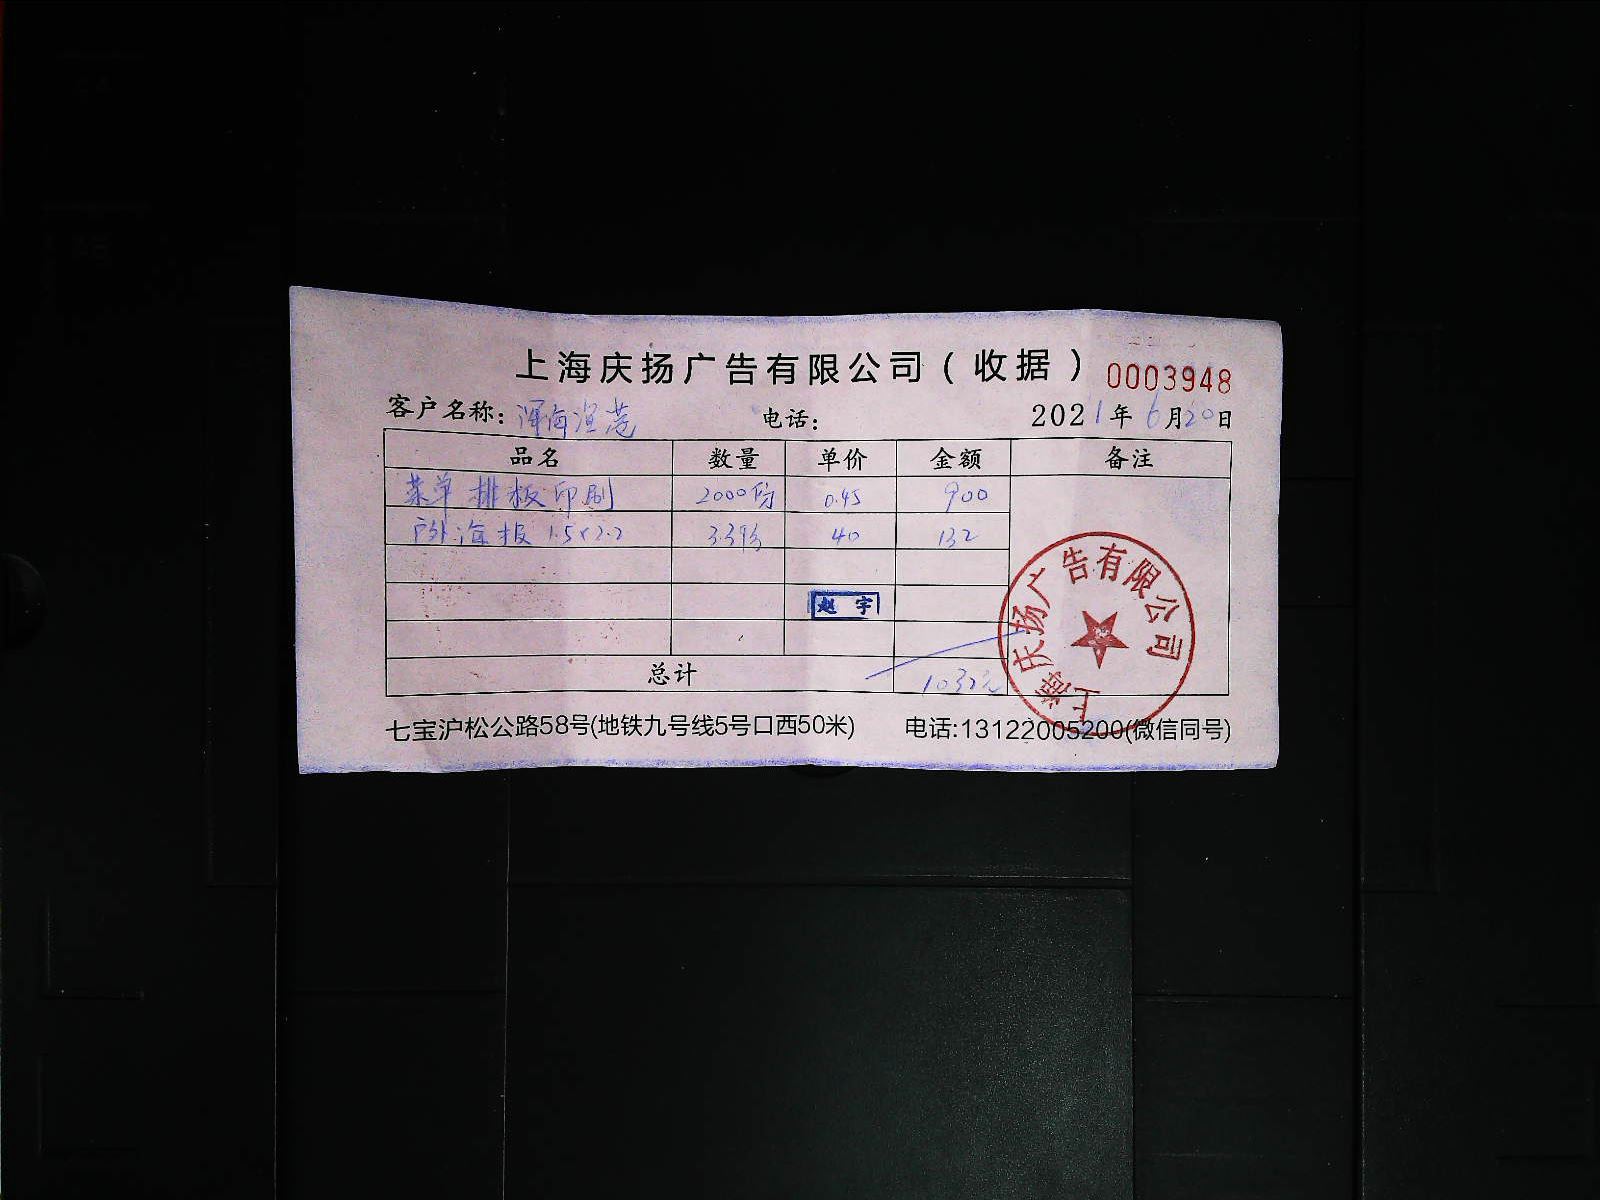 上海庆扬广告有限公司(收据) 0003948
客户名称: 电话: 2021年6月20日
品名 数量 单价 金额 备注
菜单排板印刷 2000份 0.45 900
户外海报 40 132
赵宇
总计 1032元
上海庆扬广告有限公司
七宝沪松公路58号(地铁九号线5号口西50米) 电话:13122005200(微信同号)